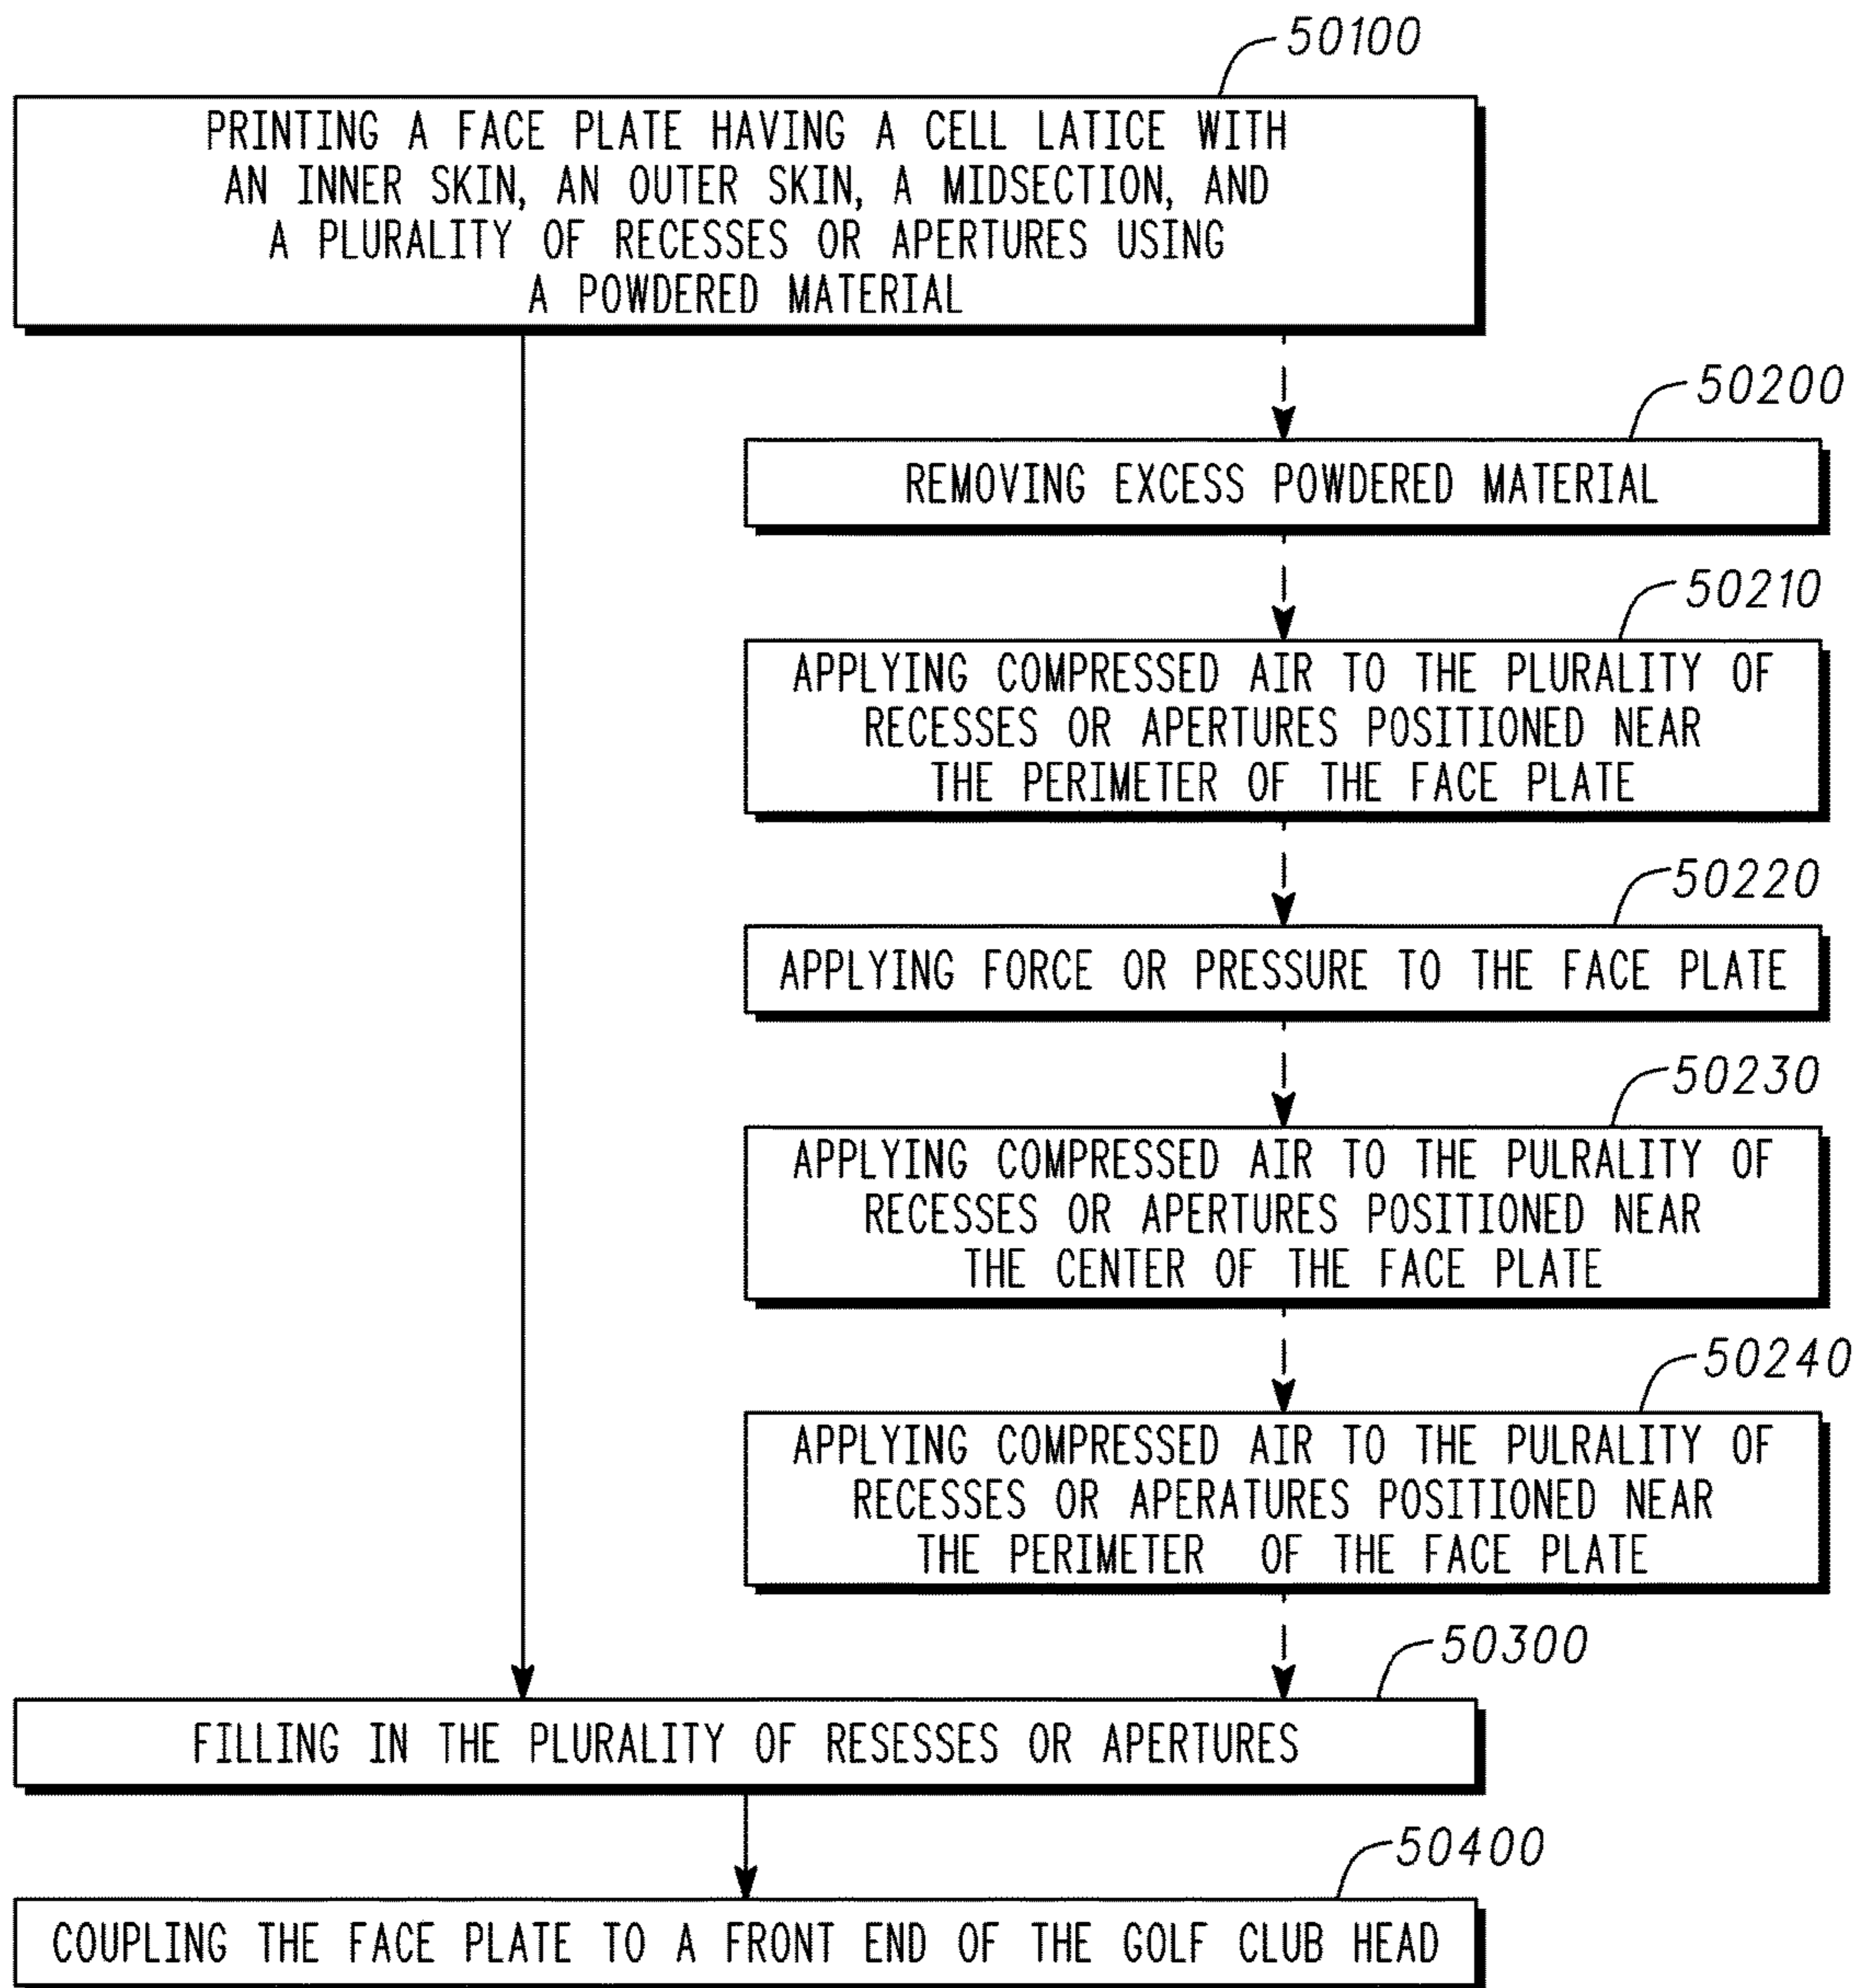 50100
PRINTING A FACE PLATE HAVING A CELL LATICE WITH
AN INNER SKIN, AN OUTER SKIN, A MIDSECTION, AND
A PLURALITY OF RECESSES OR APERTURES USING
A POWDERED MATERIAL
50200
REMOVING EXCESS POWDERED MATERIAL
50210
APPLYING COMPRESSED AIR TO THE PLURALITY OF
RECESSES OR APERTURES POSITIONED NEAR
THE PERIMETER OF THE FACE PLATE
50220
APPLYING FORCE OR PRESSURE TO THE FACE PLATE
50230
APPLYING COMPRESSED AIR TO THE PULRALITY OF
RECESSES OR APERTURES POSITIONED NEAR
THE CENTER OF THE FACE PLATE
50240
APPLYING COMPRESSED AIR TO THE PULRALITY OF
RECESSES OR APERATURES POSITIONED NEAR
THE PERIMETER OF THE FACE PLATE
50300
FILLING IN THE PLURALITY OF RESESSES OR APERTURES
50400
COUPLING THE FACE PLATE TO A FRONT END OF THE GOLF CLUB HEAD